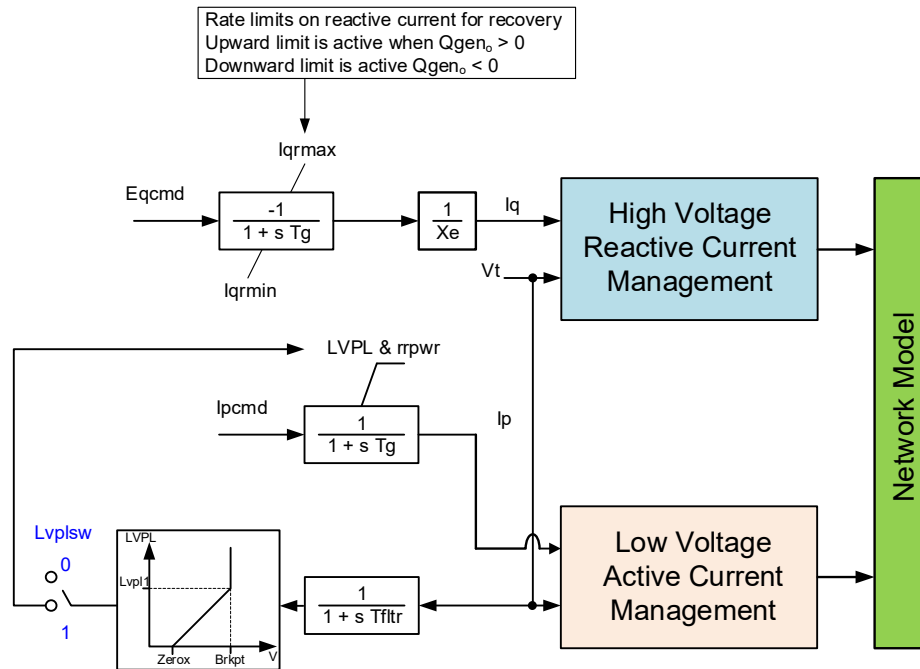 Rate limits on reactive current for recovery
Upward limit is active when Qgenₒ > 0
Downward limit is active Qgenₒ < 0
Iqrmax
Eqcmd
-1
1 + s Tg
Iqrmin
1
Xe
Iq
Vt
High Voltage
Reactive Current
Management
Network Model
LVPL & rrpwr
Ipcmd
1
1 + s Tg
Ip
Low Voltage
Active Current
Management
Lvplsw
0
1
LVPL
Lvpl1
Zerox
Brkpt
V
1
1 + s Tfltr